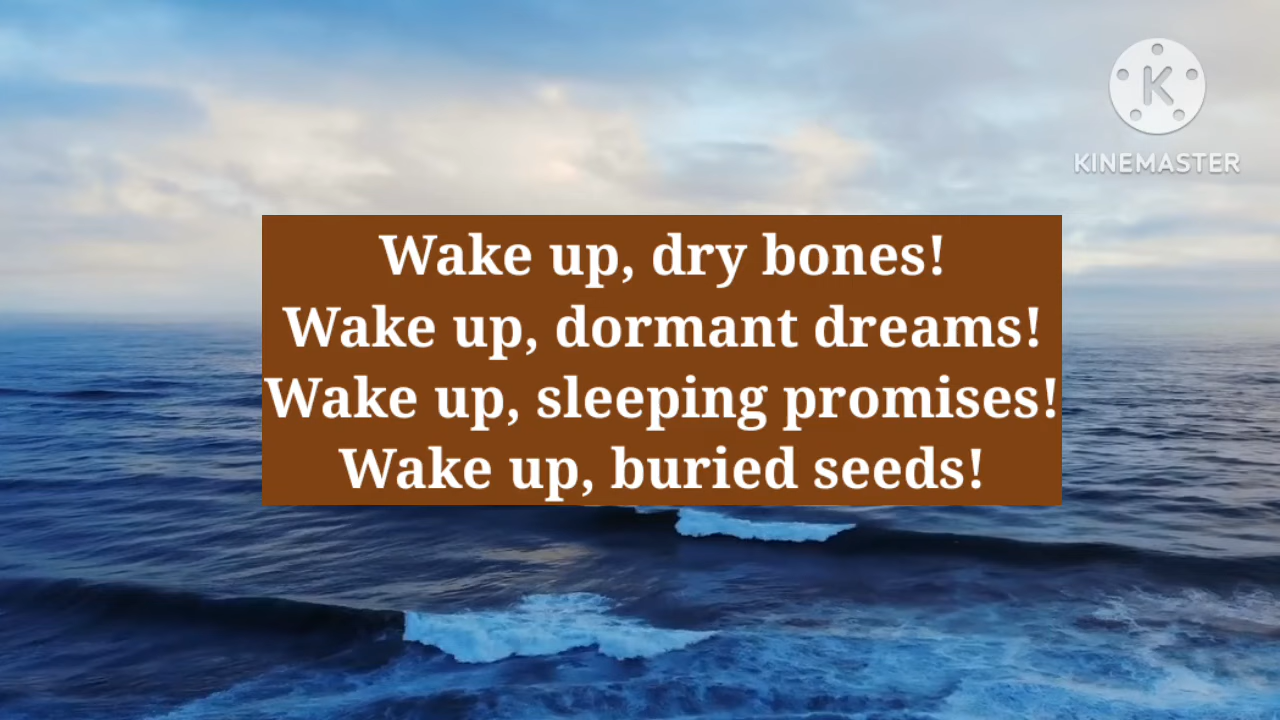 K
KINEMASTER
Wake up, dry bones!
Wake up, dormant dreams!
Wake up, sleeping promises!
Wake up, buried seeds!